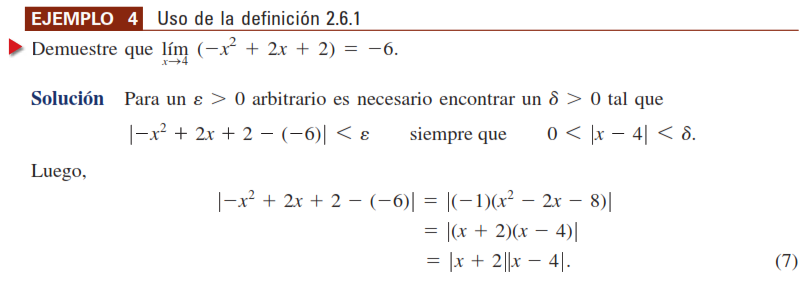 EJEMPLO 4 Uso de la definición 2.6.1
Demuestre que lím (−x² + 2x + 2) = −6.
x→4
Solución Para un ε > 0 arbitrario es necesario encontrar un δ > 0 tal que
|−x² + 2x + 2 − (−6)| < ε siempre que 0 < |x − 4| < δ.
Luego,
|−x² + 2x + 2 − (−6)| = |(−1)(x² − 2x − 8)|
= |(x + 2)(x − 4)|
= |x + 2||x − 4|. (7)